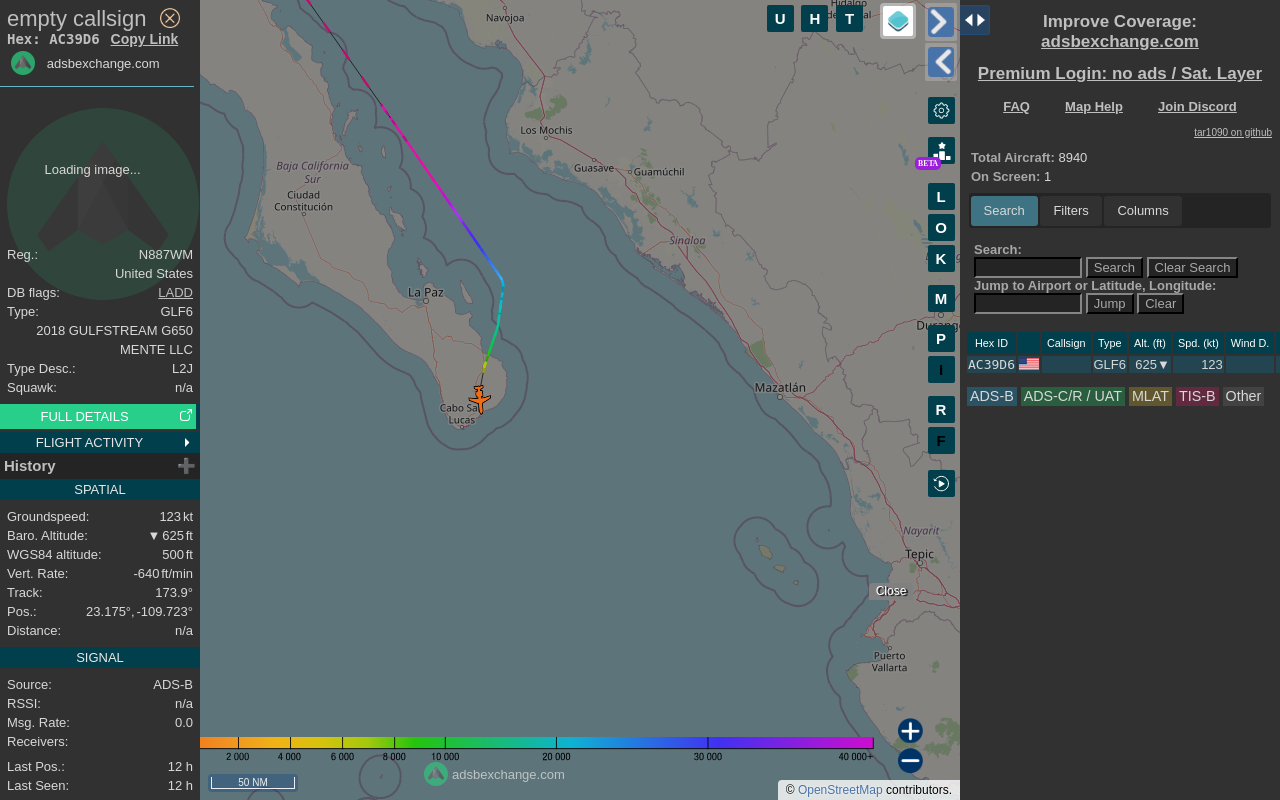 empty callsign
Hex: AC39D6 Copy Link
adsbexchange.com
Loading image...
Reg.: N887WM
United States
DB flags: LADD
Type: GLF6
2018 GULFSTREAM G650
MENTE LLC
Type Desc.: L2J
Squawk: n/a
FULL DETAILS
FLIGHT ACTIVITY
History
SPATIAL
Groundspeed: 123 kt
Baro. Altitude: ▼ 625 ft
WGS84 altitude: 500 ft
Vert. Rate: -640 ft/min
Track: 173.9°
Pos.: 23.175°, -109.723°
Distance: n/a
SIGNAL
Source: ADS-B
RSSI: n/a
Msg. Rate: 0.0
Receivers:
Last Pos.: 12 h
Last Seen: 12 h
Navojoa
Los Mochis
Guasave
Guamúchil
Baja California
Sur
Ciudad
Constitución
Sinaloa
La Paz
Cabo San
Lucas
Mazatlán
Durango
Hidalgo
Nayarit
Tepic
Close
Puerto
Vallarta
U H T
BETA
L
O
K
M
P
I
R
F
2 000 4 000 6 000 8 000 10 000 20 000 30 000 40 000+
50 NM
adsbexchange.com
© OpenStreetMap contributors.
Improve Coverage:
adsbexchange.com
Premium Login: no ads / Sat. Layer
FAQ Map Help Join Discord
tar1090 on github
Total Aircraft: 8940
On Screen: 1
Search Filters Columns
Search:
Search Clear Search
Jump to Airport or Latitude, Longitude:
Jump Clear
Hex ID Callsign Type Alt. (ft) Spd. (kt) Wind D.
AC39D6 GLF6 625▼ 123
ADS-B ADS-C/R / UAT MLAT TIS-B Other